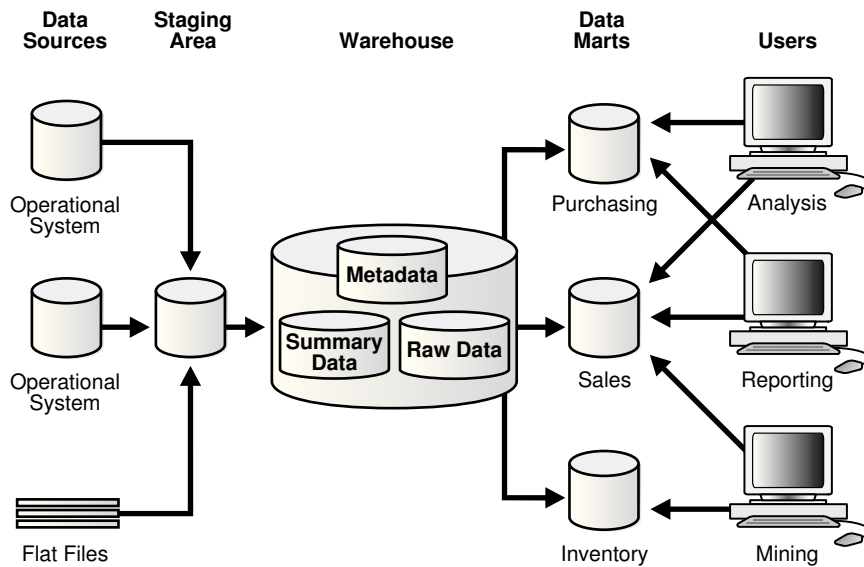 Data
Sources
Staging
Area
Warehouse
Data
Marts
Users
Operational
System
Purchasing
Analysis
Metadata
Summary
Data
Raw Data
Operational
System
Sales
Reporting
Flat Files
Inventory
Mining